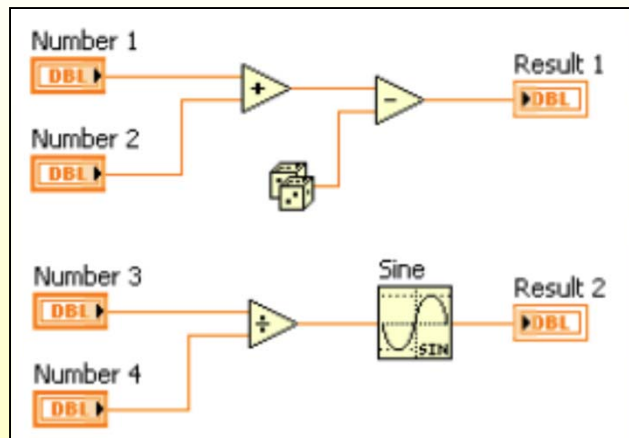 Number 1
DBL
+
-
Result 1
DBL
Number 2
DBL
Number 3
DBL
÷
Sine
SIN
Result 2
DBL
Number 4
DBL